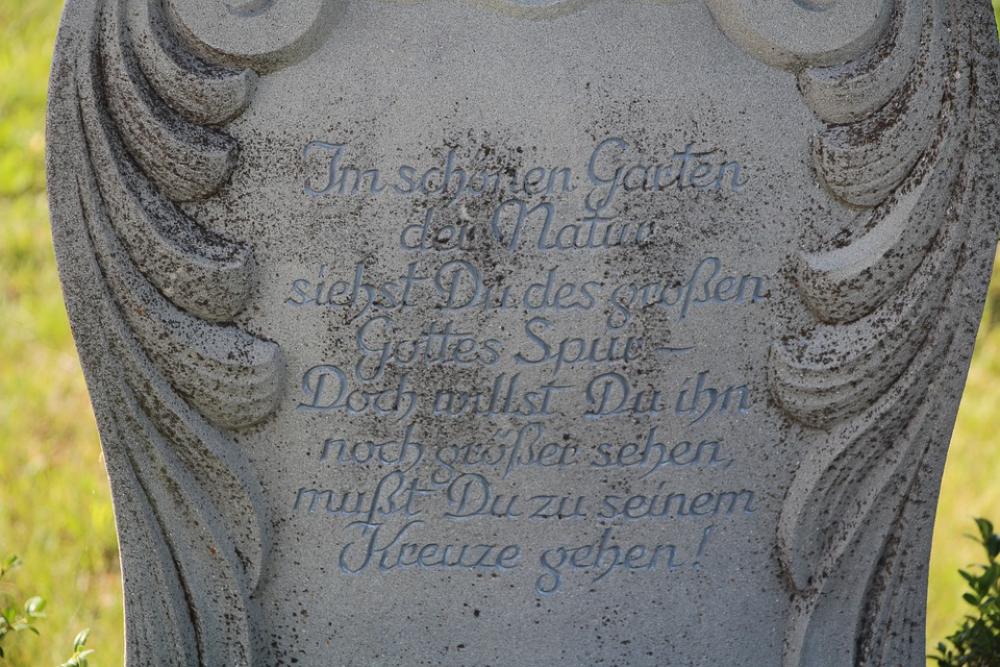 Im schönen Garten
der Natur
siehst Du des großen
Gottes Spur –
Doch willst Du ihn
noch größer sehen,
mußt Du zu seinem
Kreuze gehen!